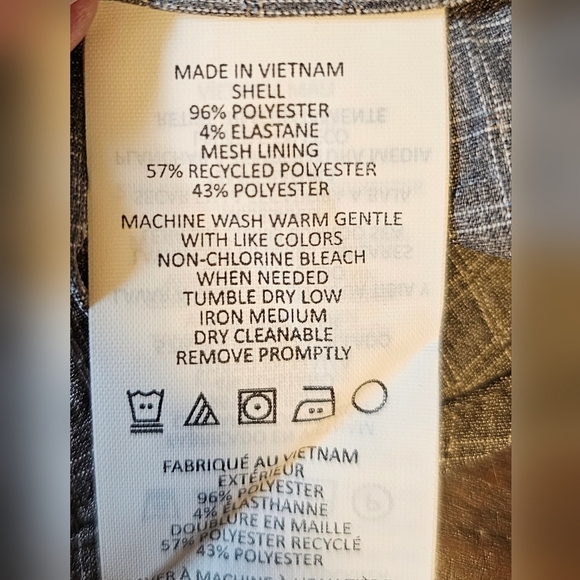 MADE IN VIETNAM
SHELL
96% POLYESTER
4% ELASTANE
MESH LINING
57% RECYCLED POLYESTER
43% POLYESTER
MACHINE WASH WARM GENTLE
WITH LIKE COLORS
NON-CHLORINE BLEACH
WHEN NEEDED
TUMBLE DRY LOW
IRON MEDIUM
DRY CLEANABLE
REMOVE PROMPTLY
FABRIQUÉ AU VIETNAM
EXTÉRIEUR
96% POLYESTER
4% ÉLASTHANNE
DOUBLURE EN MAILLE
57% POLYESTER RECYCLÉ
43% POLYESTER
À MACHINE À